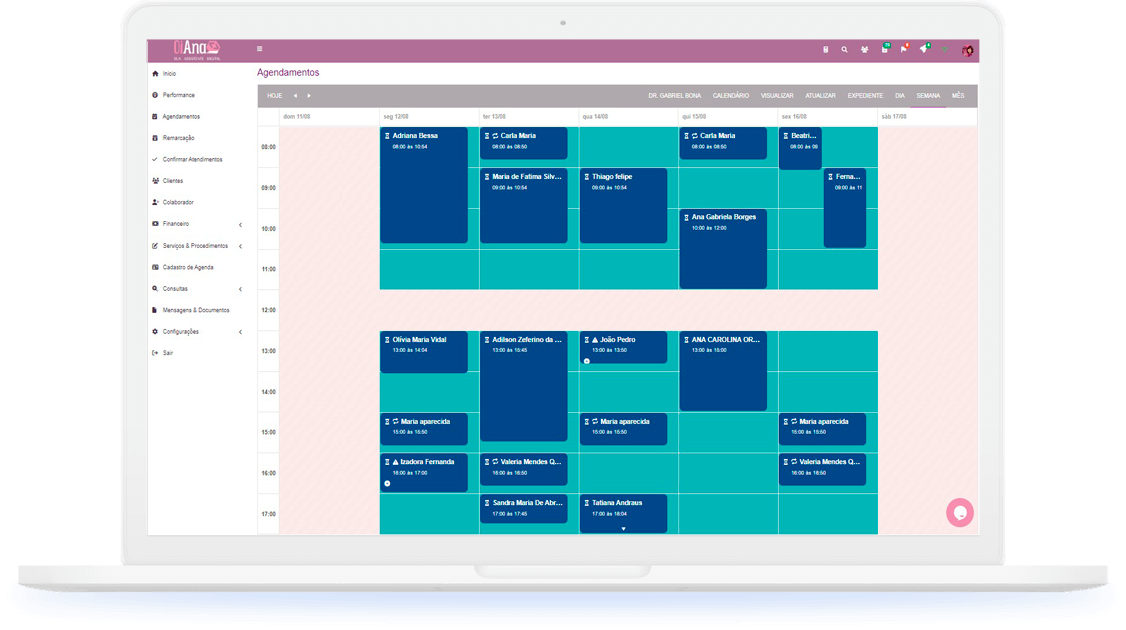 OiAna
SUA ASSISTENTE DIGITAL
Início
Performance
Agendamentos
Remarcação
Confirmar Atendimentos
Clientes
Colaborador
Financeiro
Serviços & Procedimentos
Cadastro de Agenda
Consultas
Mensagens & Documentos
Configurações
Sair
Agendamentos
HOJE
DR. GABRIEL BONA CALENDÁRIO VISUALIZAR ATUALIZAR EXPEDIENTE DIA SEMANA MÊS
dom 11/08 seg 12/08 ter 13/08 qua 14/08 qui 15/08 sex 16/08 sáb 17/08
08:00
09:00
10:00
11:00
12:00
13:00
14:00
15:00
16:00
17:00
Adriana Bessa
08:00 às 10:54
Olívia Maria Vidal
13:00 às 14:04
Maria aparecida
15:00 às 15:50
Izadora Fernanda
16:00 às 17:00
Carla Maria
08:00 às 08:50
Maria de Fatima Silv...
09:00 às 10:54
Adilson Zeferino da ...
13:00 às 15:45
Valeria Mendes Q...
16:00 às 16:50
Sandra Maria De Abr...
17:00 às 17:45
Thiago felipe
09:00 às 10:54
João Pedro
13:00 às 13:50
Maria aparecida
15:00 às 15:50
Tatiana Andraus
17:00 às 18:04
Carla Maria
08:00 às 08:50
Ana Gabriela Borges
10:00 às 12:00
ANA CAROLINA OR...
13:00 às 15:00
Beatri...
08:00 às 09
Ferna...
09:00 às 11
Maria aparecida
15:00 às 15:50
Valeria Mendes Q...
16:00 às 16:50